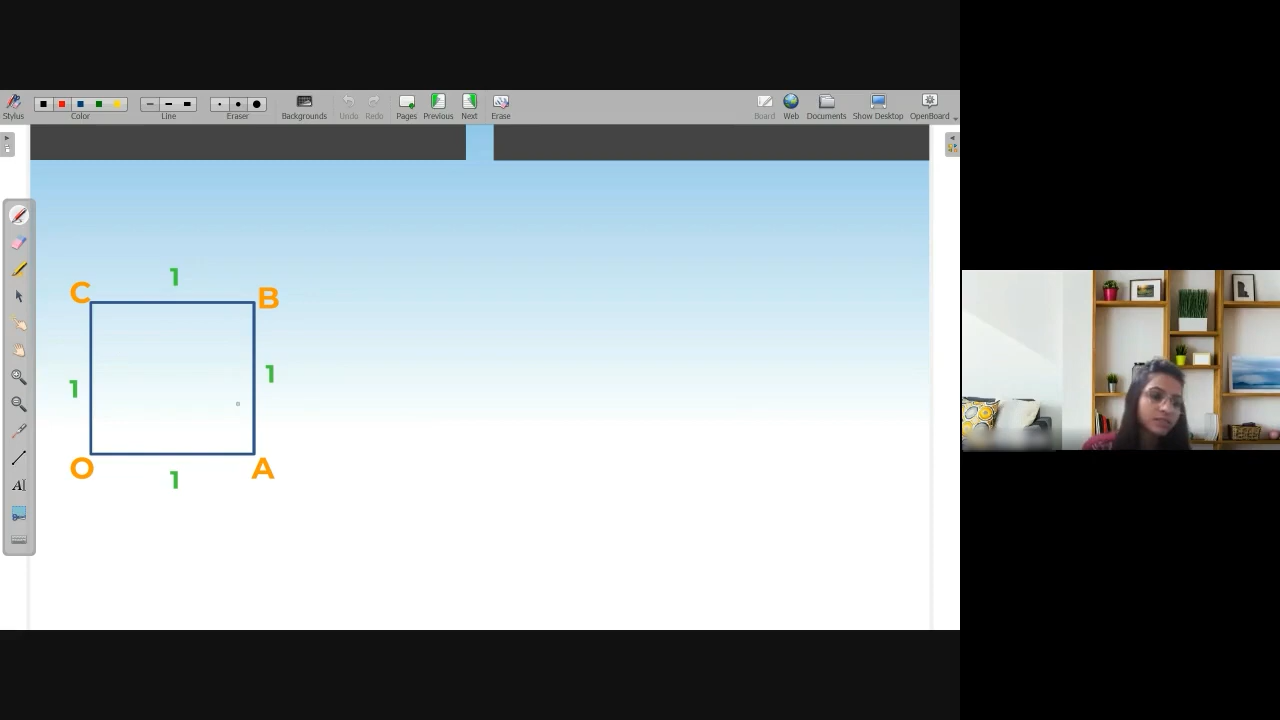 Stylus Color Line Eraser Backgrounds Undo Redo Pages Previous Next Erase Board Web Documents Show Desktop OpenBoard
1
C B
1 1
O A
1
A